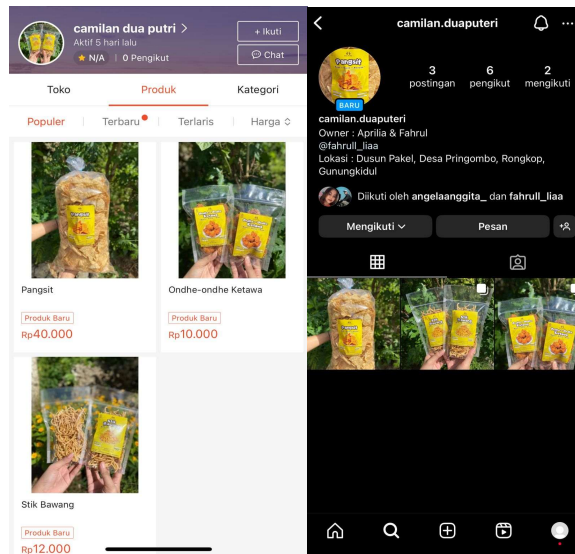 camilan dua putri >
Aktif 5 hari lalu
N/A | 0 Pengikut
+ Ikuti
Chat
Toko
Produk
Kategori
Populer
Terbaru
Terlaris
Harga
Pangsit
Pangsit
Produk Baru
Rp40.000
Ondhe-ondhe Ketawa
Produk Baru
Rp10.000
Stik Bawang
Produk Baru
Rp12.000
camilan.duaputeri
Pangsit
BARU
3
postingan
6
pengikut
2
mengikuti
camilan.duaputeri
Owner : Aprilia & Fahrul
@fahrull_liaa
Lokasi : Dusun Pakel, Desa Pringombo, Rongkop,
Gunungkidul
Diikuti oleh angelaanggita_ dan fahrull_liaa
Mengikuti
Pesan
Pangsit